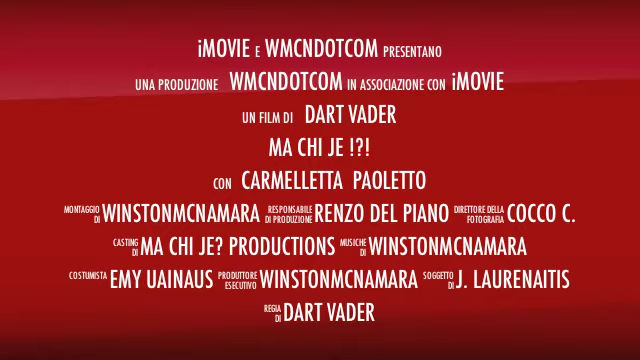 iMOVIE E WMCNDOTCOM PRESENTANO
UNA PRODUZIONE WMCNDOTCOM IN ASSOCIAZIONE CON iMOVIE
UN FILM DI DART VADER
MA CHI JE !?!
CON CARMELLETTA PAOLETTO
MONTAGGIO DI WINSTONMCNAMARA RESPONSABILE DI PRODUZIONE RENZO DEL PIANO DIRETTORE DELLA FOTOGRAFIA COCCO C.
CASTING DI MA CHI JE? PRODUCTIONS MUSICHE DI WINSTONMCNAMARA
COSTUMISTA EMY UAINAUS PRODUTTORE ESECUTIVO WINSTONMCNAMARA SOGGETTO DI J. LAURENAITIS
REGIA DI DART VADER